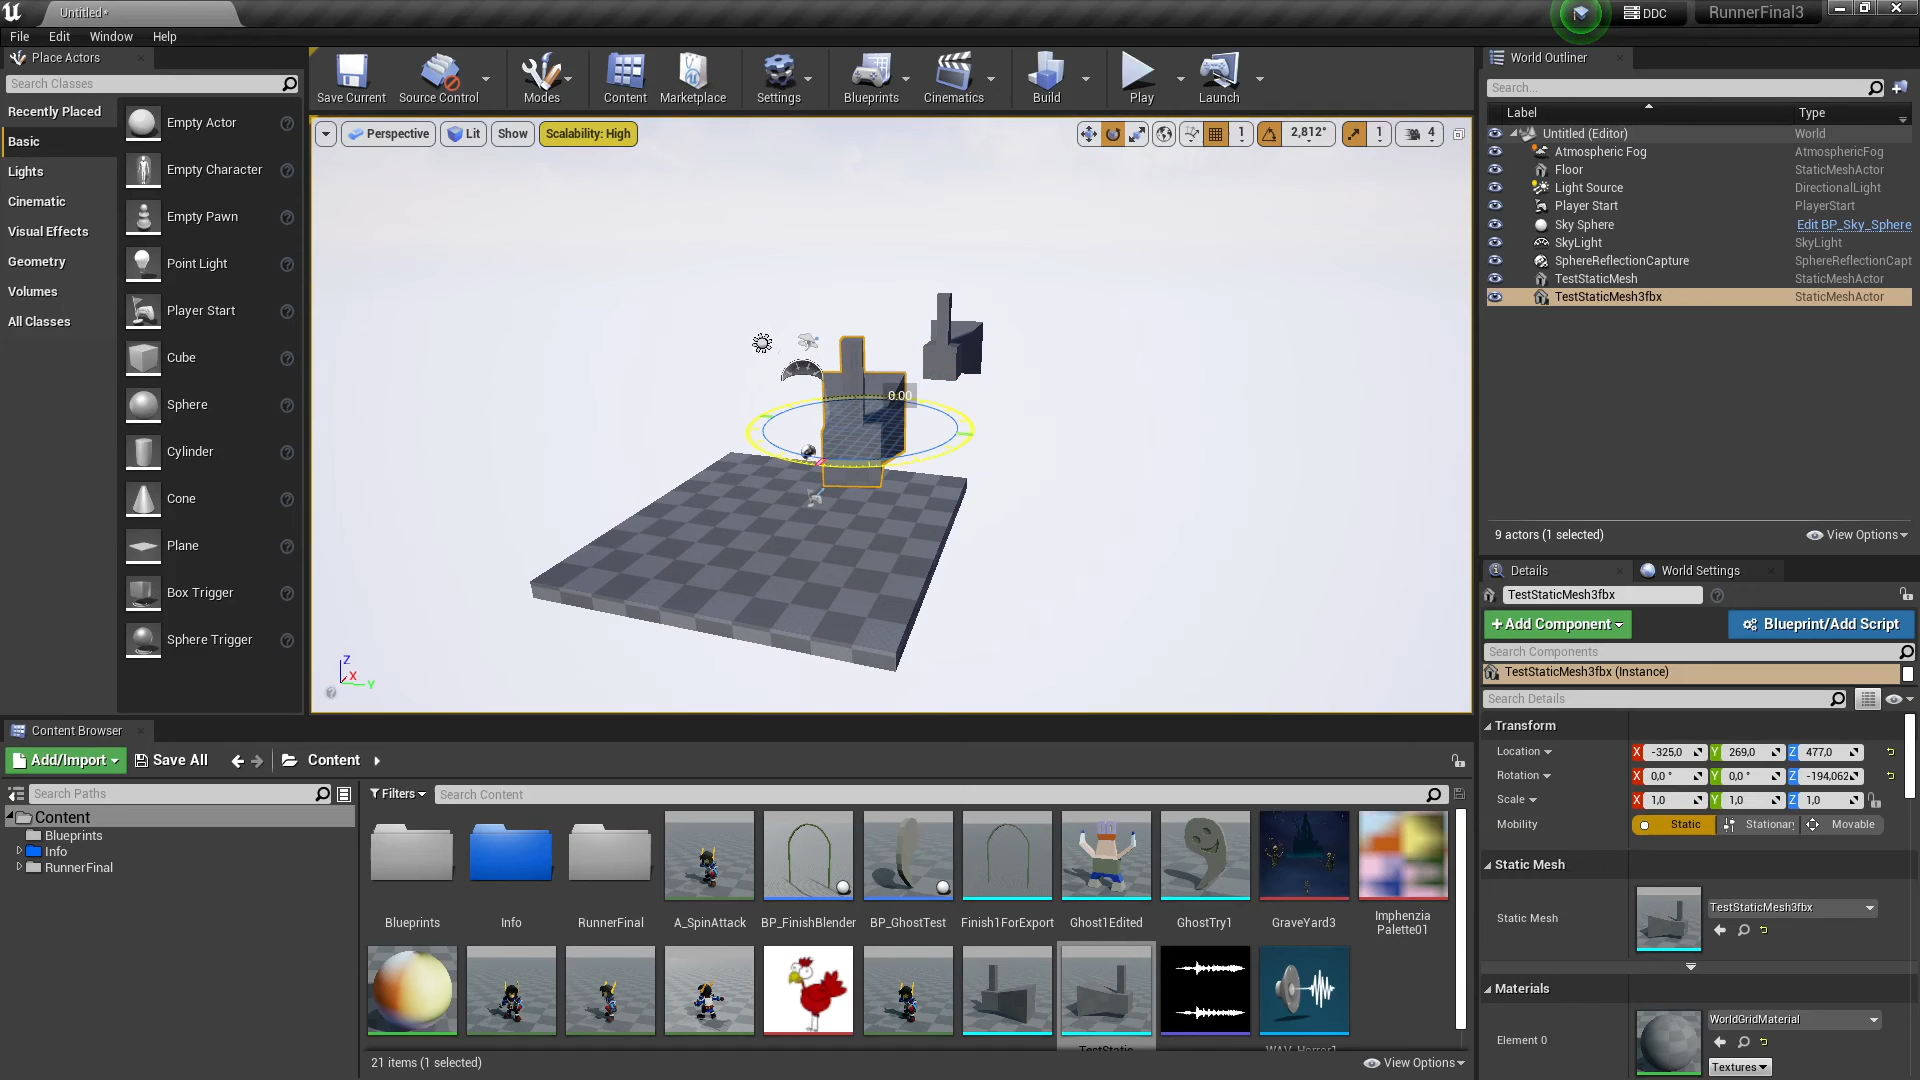 Untitled*
DDC
RunnerFinal3
File Edit Window Help
Place Actors
Search Classes
Recently Placed
Basic
Lights
Cinematic
Visual Effects
Geometry
Volumes
All Classes
Empty Actor
Empty Character
Empty Pawn
Point Light
Player Start
Cube
Sphere
Cylinder
Cone
Plane
Box Trigger
Sphere Trigger
Save Current
Source Control
Modes
Content
Marketplace
Settings
Blueprints
Cinematics
Build
Play
Launch
Perspective
Lit
Show
Scalability: High
1
2,812°
1
4
0.00
Z
X
Y
World Outliner
Search...
Label Type
Untitled (Editor) World
Atmospheric Fog AtmosphericFog
Floor StaticMeshActor
Light Source DirectionalLight
Player Start PlayerStart
Sky Sphere Edit BP_Sky_Sphere
SkyLight SkyLight
SphereReflectionCapture SphereReflectionCapt
TestStaticMesh StaticMeshActor
TestStaticMesh3fbx StaticMeshActor
9 actors (1 selected)
View Options
Details
World Settings
TestStaticMesh3fbx
+Add Component
Blueprint/Add Script
Search Components
TestStaticMesh3fbx (Instance)
Search Details
Transform
Location X -325,0 Y 269,0 Z 477,0
Rotation X 0,0 ° Y 0,0 ° Z -194,062
Scale X 1,0 Y 1,0 Z 1,0
Mobility Static Stationary Movable
Static Mesh
Static Mesh
TestStaticMesh3fbx
Materials
Element 0
WorldGridMaterial
Textures
Content Browser
Add/Import
Save All
Content
Search Paths
Filters
Search Content
Content
Blueprints
Info
RunnerFinal
Blueprints
Info
RunnerFinal
A_SpinAttack
BP_FinishBlender
BP_GhostTest
Finish1ForExport
Ghost1Edited
GhostTry1
GraveYard3
Imphenzia
Palette01
TestStatic
WAV_Horror1
21 items (1 selected)
View Options